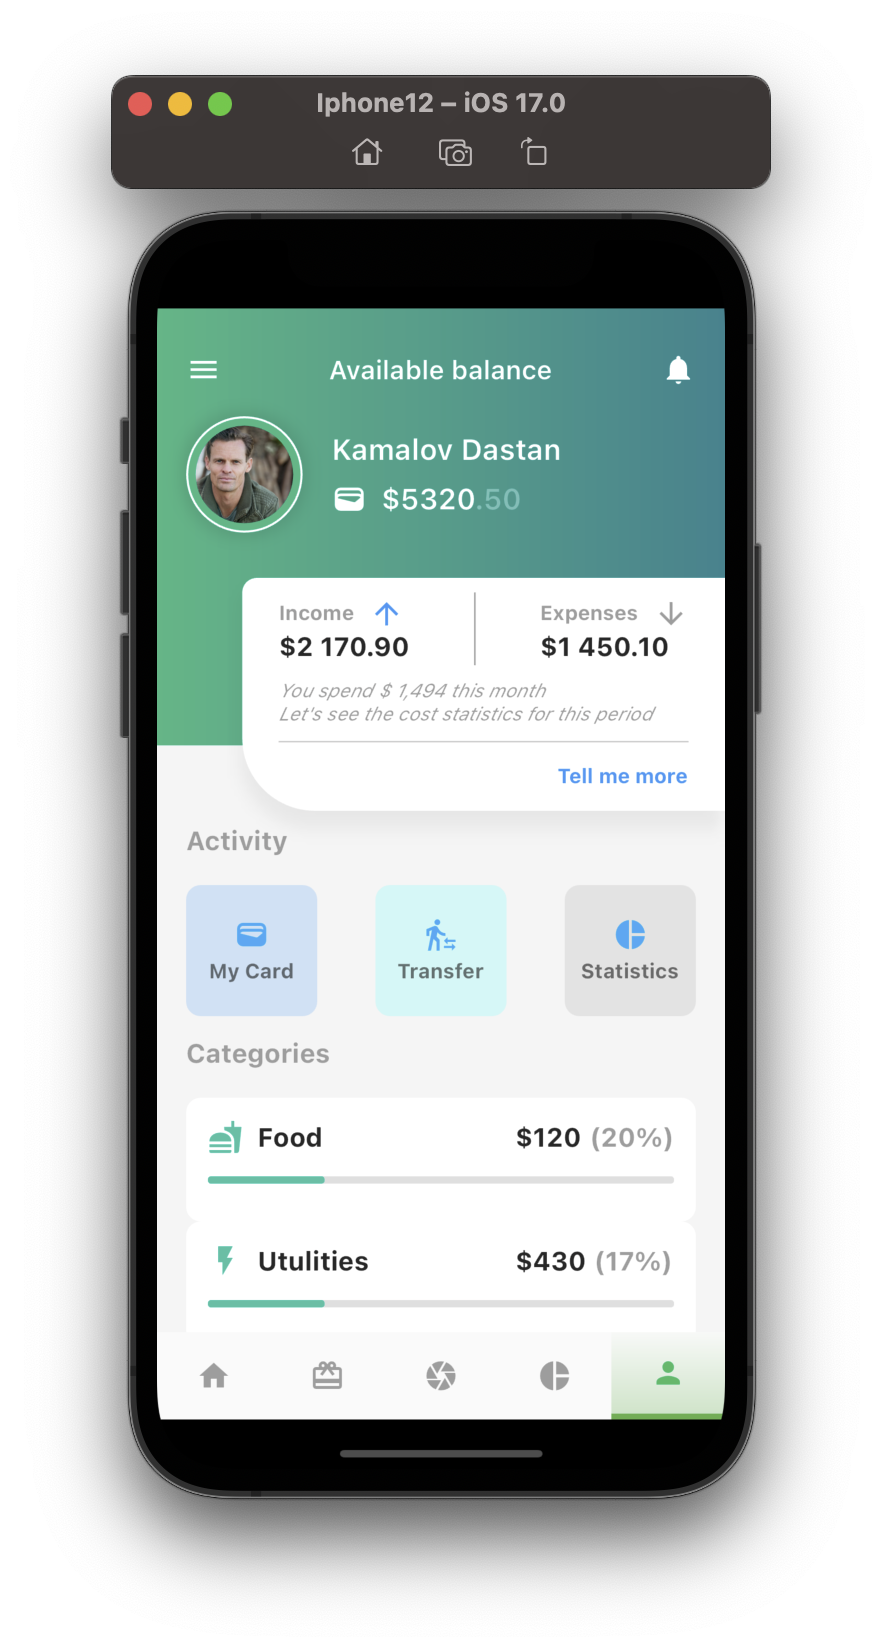 Iphone12 – iOS 17.0
Available balance
Kamalov Dastan
$5320.50
Income Expenses
$2 170.90 $1 450.10
You spend $ 1,494 this month
Let's see the cost statistics for this period
Tell me more
Activity
My Card Transfer Statistics
Categories
Food $120 (20%)
Utulities $430 (17%)